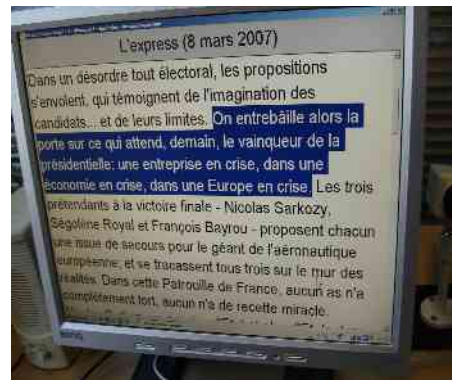 L'express (8 mars 2007)
Dans un désordre tout électoral, les propositions
s'envolent, qui témoignent de l'imagination des
candidats... et de leurs limites. On entrebâille alors la
porte sur ce qui attend, demain, le vainqueur de la
présidentielle: une entreprise en crise, dans une
économie en crise, dans une Europe en crise. Les trois
prétendants à la victoire finale - Nicolas Sarkozy,
Ségolène Royal et François Bayrou - proposent chacun
une issue de secours pour le géant de l'aéronautique
européenne, et se tracassent tous trois sur le mur des
réalités. Dans cette Patrouille de France, aucun as n'a
complètement tort, aucun n'a de recette miracle.
BENQ